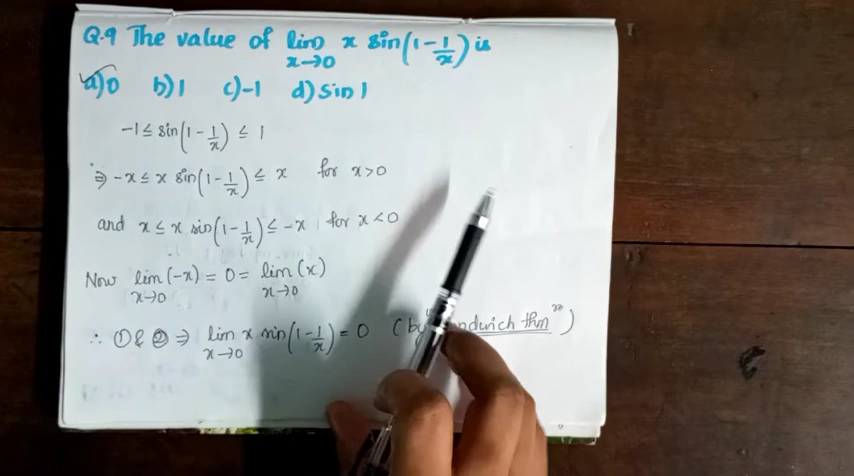 Q.9 The value of lim x→0 x sin(1-1/x) is
a) 0 b) 1 c) -1 d) sin 1
-1 ≤ sin(1-1/x) ≤ 1
⇒ -x ≤ x sin(1-1/x) ≤ x for x>0
and x ≤ x sin(1-1/x) ≤ -x for x<0
Now lim x→0 (-x) = 0 = lim x→0 (x)
∴ ① & ② ⇒ lim x→0 x sin(1-1/x) = 0 (by thm